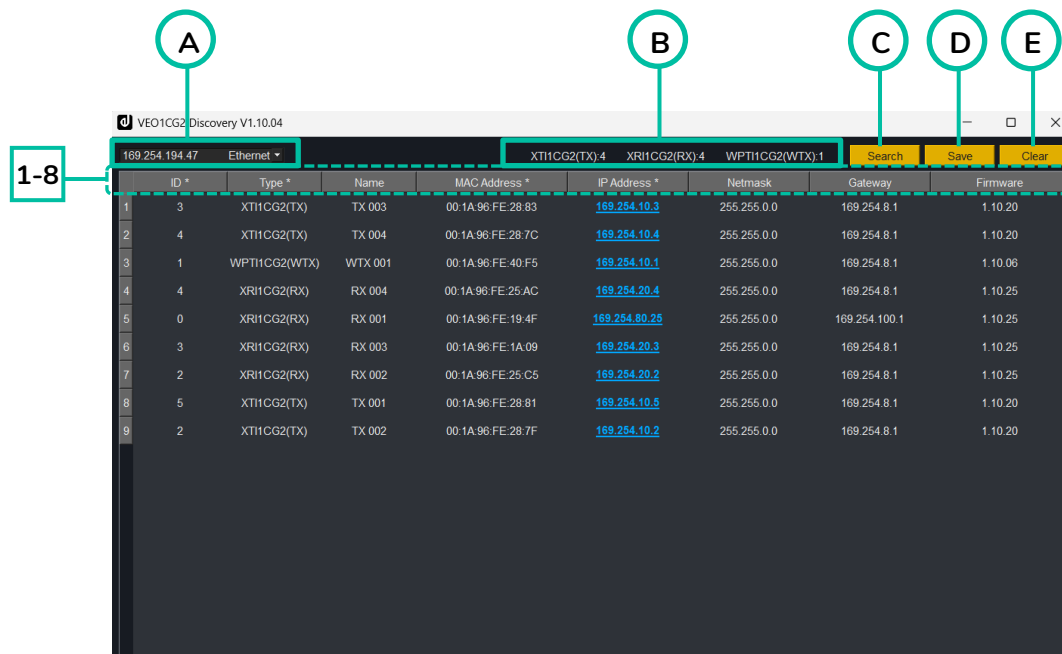 A B C D E
VEO1CG2 Discovery V1.10.04
169.254.194.47 Ethernet XTI1CG2(TX):4 XRI1CG2(RX):4 WPTI1CG2(WTX):1 Search Save Clear
1-8
ID * Type * Name MAC Address * IP Address * Netmask Gateway Firmware
1 3 XTI1CG2(TX) TX 003 00:1A:96:FE:28:83 169.254.10.3 255.255.0.0 169.254.8.1 1.10.20
2 4 XTI1CG2(TX) TX 004 00:1A:96:FE:28:7C 169.254.10.4 255.255.0.0 169.254.8.1 1.10.20
3 1 WPTI1CG2(WTX) WTX 001 00:1A:96:FE:40:F5 169.254.10.1 255.255.0.0 169.254.8.1 1.10.06
4 4 XRI1CG2(RX) RX 004 00:1A:96:FE:25:AC 169.254.20.4 255.255.0.0 169.254.8.1 1.10.25
5 0 XRI1CG2(RX) RX 001 00:1A:96:FE:19:4F 169.254.80.25 255.255.0.0 169.254.100.1 1.10.25
6 3 XRI1CG2(RX) RX 003 00:1A:96:FE:1A:09 169.254.20.3 255.255.0.0 169.254.8.1 1.10.25
7 2 XRI1CG2(RX) RX 002 00:1A:96:FE:25:C5 169.254.20.2 255.255.0.0 169.254.8.1 1.10.25
8 5 XTI1CG2(TX) TX 001 00:1A:96:FE:28:81 169.254.10.5 255.255.0.0 169.254.8.1 1.10.20
9 2 XTI1CG2(TX) TX 002 00:1A:96:FE:28:7F 169.254.10.2 255.255.0.0 169.254.8.1 1.10.20